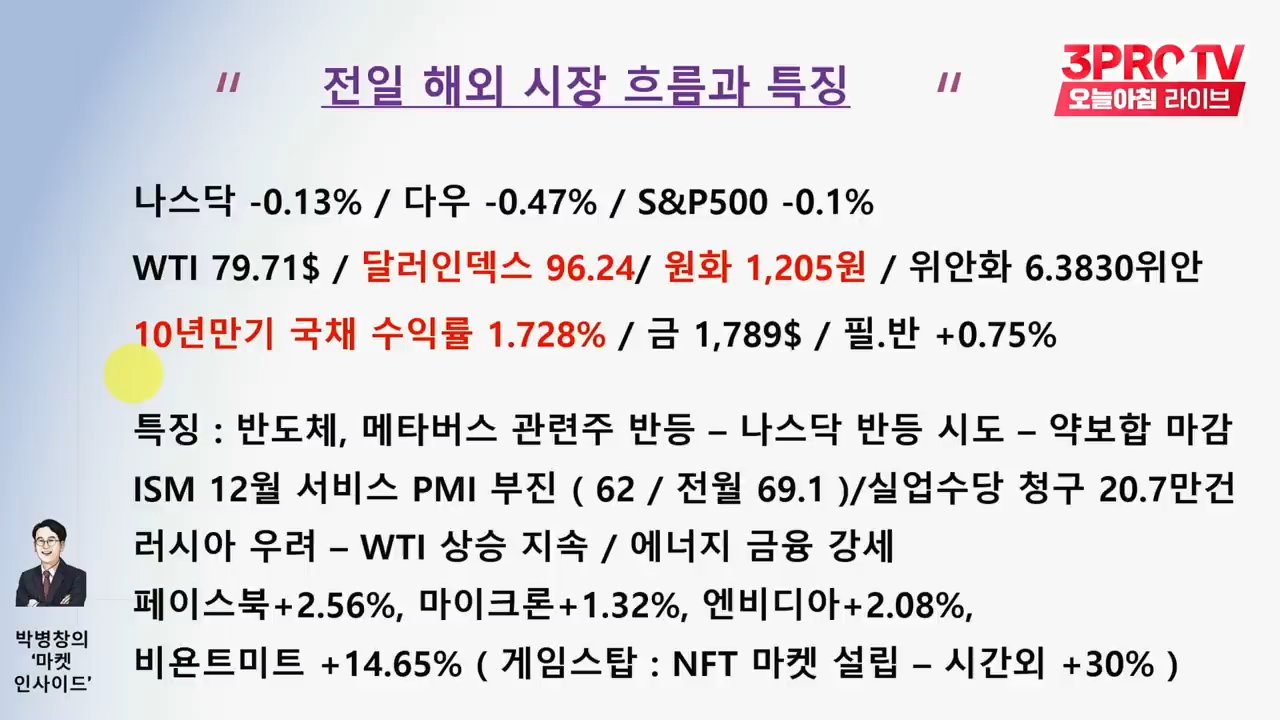 “ 전일 해외 시장 흐름과 특징 “
3PRO TV
오늘아침 라이브
나스닥 -0.13% / 다우 -0.47% / S&P500 -0.1%
WTI 79.71$ / 달러인덱스 96.24/ 원화 1,205원 / 위안화 6.3830위안
10년만기 국채 수익률 1.728% / 금 1,789$ / 필.반 +0.75%
특징 : 반도체, 메타버스 관련주 반등 – 나스닥 반등 시도 – 약보합 마감
ISM 12월 서비스 PMI 부진 ( 62 / 전월 69.1 )/실업수당 청구 20.7만건
러시아 우려 – WTI 상승 지속 / 에너지 금융 강세
페이스북+2.56%, 마이크론+1.32%, 엔비디아+2.08%,
비욘트미트 +14.65% ( 게임스탑 : NFT 마켓 설립 – 시간외 +30% )
박병창의
‘마켓
인사이드’